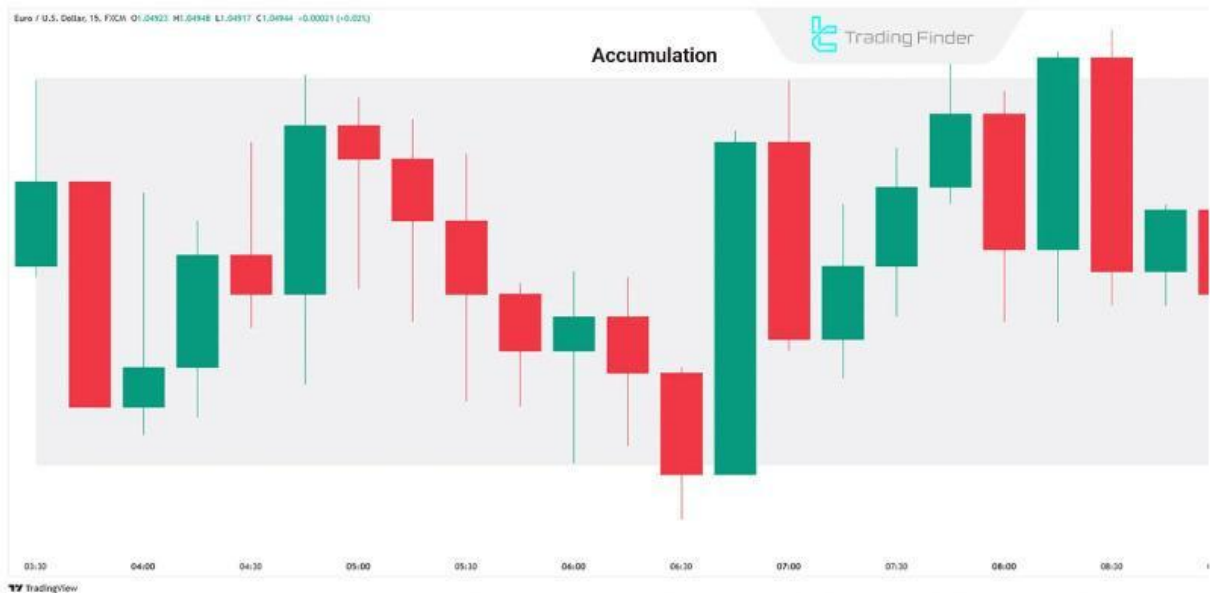 Euro / U.S. Dollar, 15, FXCM O1.04923 H1.04948 L1.04917 C1.04944 +0.00021 (+0.02%)
Trading Finder
Accumulation
03:30 04:00 04:30 05:00 05:30 06:00 06:30 07:00 07:30 08:00 08:30
TradingView